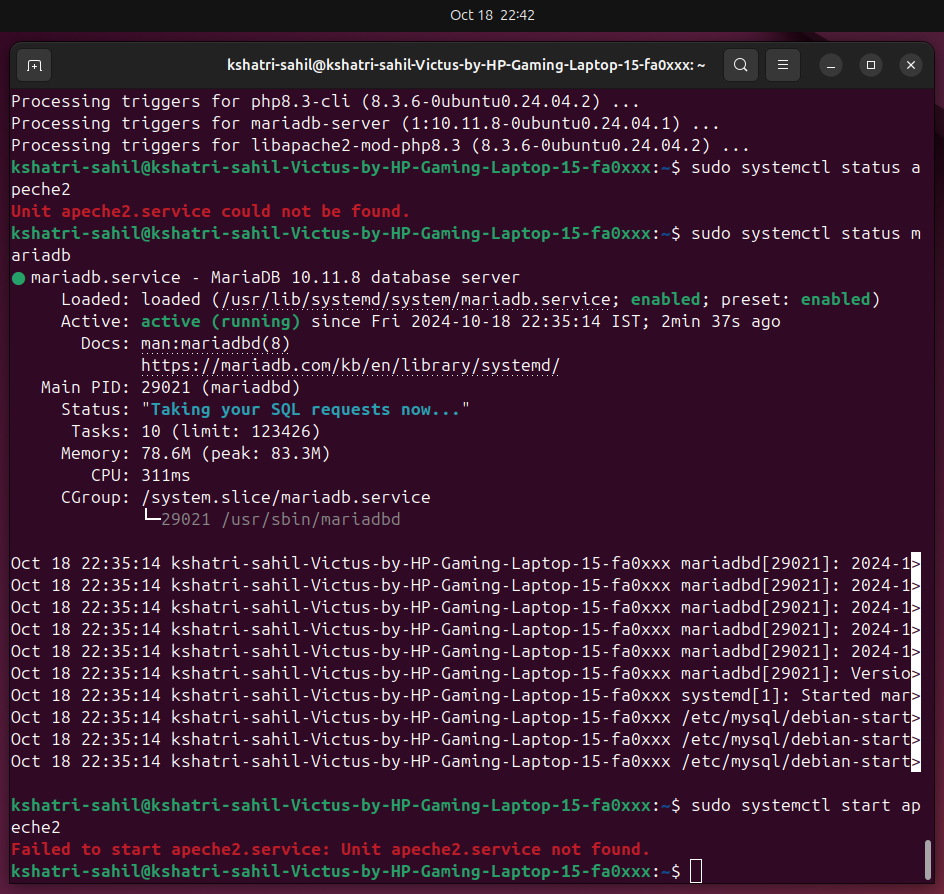 Oct 18 22:42
kshatri-sahil@kshatri-sahil-Victus-by-HP-Gaming-Laptop-15-fa0xxx: ~
Processing triggers for php8.3-cli (8.3.6-0ubuntu0.24.04.2) ...
Processing triggers for mariadb-server (1:10.11.8-0ubuntu0.24.04.1) ...
Processing triggers for libapache2-mod-php8.3 (8.3.6-0ubuntu0.24.04.2) ...
kshatri-sahil@kshatri-sahil-Victus-by-HP-Gaming-Laptop-15-fa0xxx:~$ sudo systemctl status a
peche2
Unit apeche2.service could not be found.
kshatri-sahil@kshatri-sahil-Victus-by-HP-Gaming-Laptop-15-fa0xxx:~$ sudo systemctl status m
ariadb
● mariadb.service - MariaDB 10.11.8 database server
     Loaded: loaded (/usr/lib/systemd/system/mariadb.service; enabled; preset: enabled)
     Active: active (running) since Fri 2024-10-18 22:35:14 IST; 2min 37s ago
       Docs: man:mariadbd(8)
             https://mariadb.com/kb/en/library/systemd/
   Main PID: 29021 (mariadbd)
     Status: "Taking your SQL requests now..."
      Tasks: 10 (limit: 123426)
     Memory: 78.6M (peak: 83.3M)
        CPU: 311ms
     CGroup: /system.slice/mariadb.service
             └─29021 /usr/sbin/mariadbd
Oct 18 22:35:14 kshatri-sahil-Victus-by-HP-Gaming-Laptop-15-fa0xxx mariadbd[29021]: 2024-1>
Oct 18 22:35:14 kshatri-sahil-Victus-by-HP-Gaming-Laptop-15-fa0xxx mariadbd[29021]: 2024-1>
Oct 18 22:35:14 kshatri-sahil-Victus-by-HP-Gaming-Laptop-15-fa0xxx mariadbd[29021]: 2024-1>
Oct 18 22:35:14 kshatri-sahil-Victus-by-HP-Gaming-Laptop-15-fa0xxx mariadbd[29021]: 2024-1>
Oct 18 22:35:14 kshatri-sahil-Victus-by-HP-Gaming-Laptop-15-fa0xxx mariadbd[29021]: 2024-1>
Oct 18 22:35:14 kshatri-sahil-Victus-by-HP-Gaming-Laptop-15-fa0xxx mariadbd[29021]: Versio>
Oct 18 22:35:14 kshatri-sahil-Victus-by-HP-Gaming-Laptop-15-fa0xxx systemd[1]: Started mar>
Oct 18 22:35:14 kshatri-sahil-Victus-by-HP-Gaming-Laptop-15-fa0xxx /etc/mysql/debian-start>
Oct 18 22:35:14 kshatri-sahil-Victus-by-HP-Gaming-Laptop-15-fa0xxx /etc/mysql/debian-start>
Oct 18 22:35:14 kshatri-sahil-Victus-by-HP-Gaming-Laptop-15-fa0xxx /etc/mysql/debian-start>
kshatri-sahil@kshatri-sahil-Victus-by-HP-Gaming-Laptop-15-fa0xxx:~$ sudo systemctl start ap
eche2
Failed to start apeche2.service: Unit apeche2.service not found.
kshatri-sahil@kshatri-sahil-Victus-by-HP-Gaming-Laptop-15-fa0xxx:~$